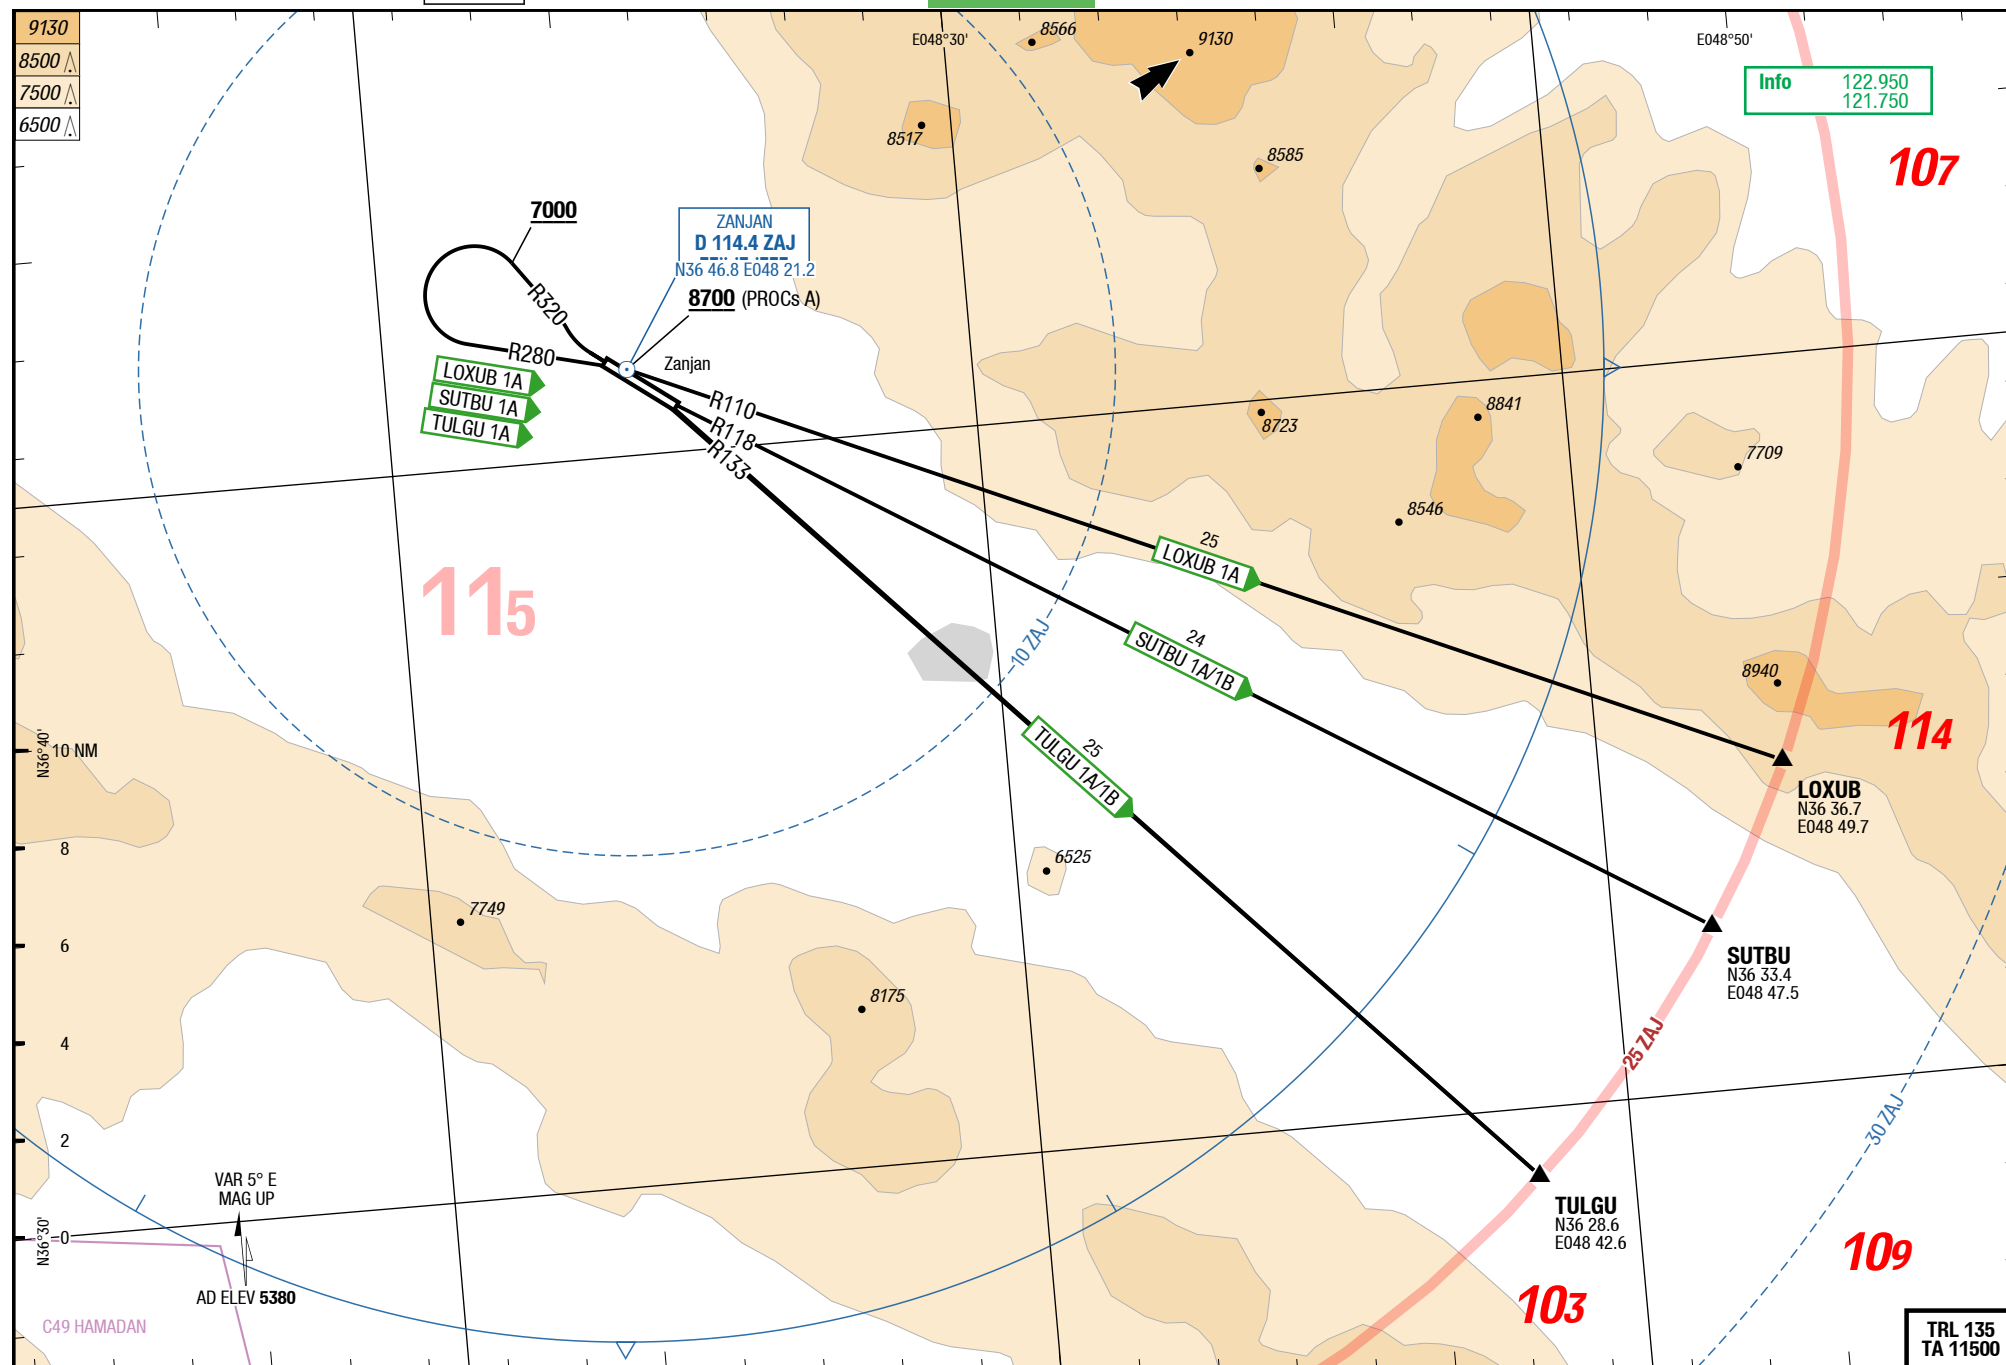 9130
8500
7500
6500
E048°30'
8566
9130
E048°50'
Info 122.950
121.750
8517
8585
107
7000
ZANJAN
D 114.4 ZAJ
N36 46.8 E048 21.2
8700 (PROCs A)
R320
R280
Zanjan
LOXUB 1A
SUTBU 1A
TULGU 1A
R110
R118
R133
8723
8841
7709
8546
25
LOXUB 1A
115
24
SUTBU 1A/1B
10 ZAJ
8940
25
TULGU 1A/1B
114
N36°40'
10 NM
LOXUB
N36 36.7
E048 49.7
8
6525
7749
6
SUTBU
N36 33.4
E048 47.5
8175
4
25 ZAJ
30 ZAJ
2
VAR 5° E
MAG UP
TULGU
N36 28.6
E048 42.6
N36°30'
0
109
AD ELEV 5380
103
C49 HAMADAN
TRL 135
TA 11500